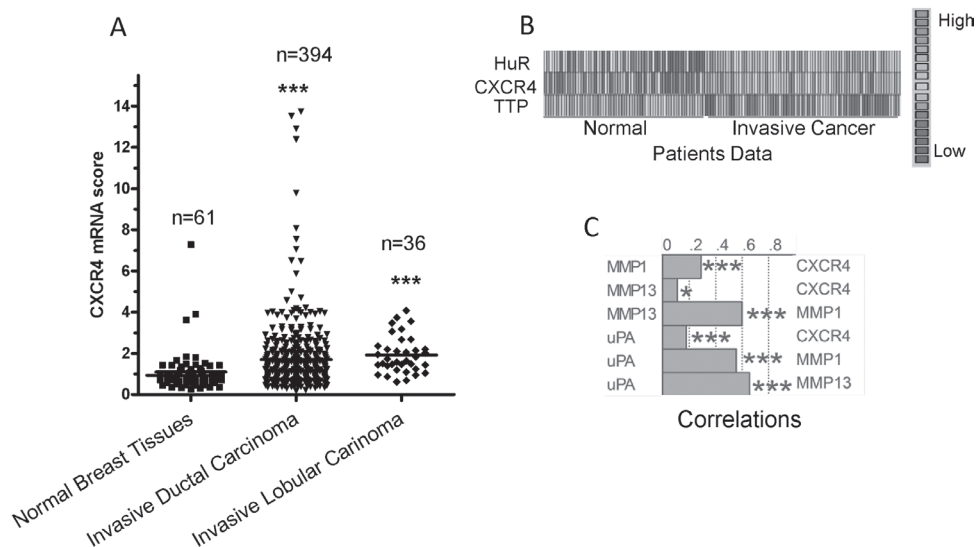 A
n=394
***
n=61
n=36
***
CXCR4 mRNA score
14
12
10
8
6
4
2
0
Normal Breast Tissues
Invasive Ductal Carcinoma
Invasive Lobular Carinoma
B
HuR
CXCR4
TTP
Normal Invasive Cancer
Patients Data
High
Low
C
0 .2 .4 .6 .8
MMP1 *** CXCR4
MMP13 * CXCR4
MMP13 *** MMP1
uPA *** CXCR4
uPA *** MMP1
uPA *** MMP13
Correlations